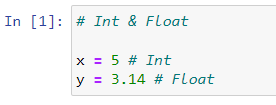 In [1]: # Int & Float
x = 5 # Int
y = 3.14 # Float